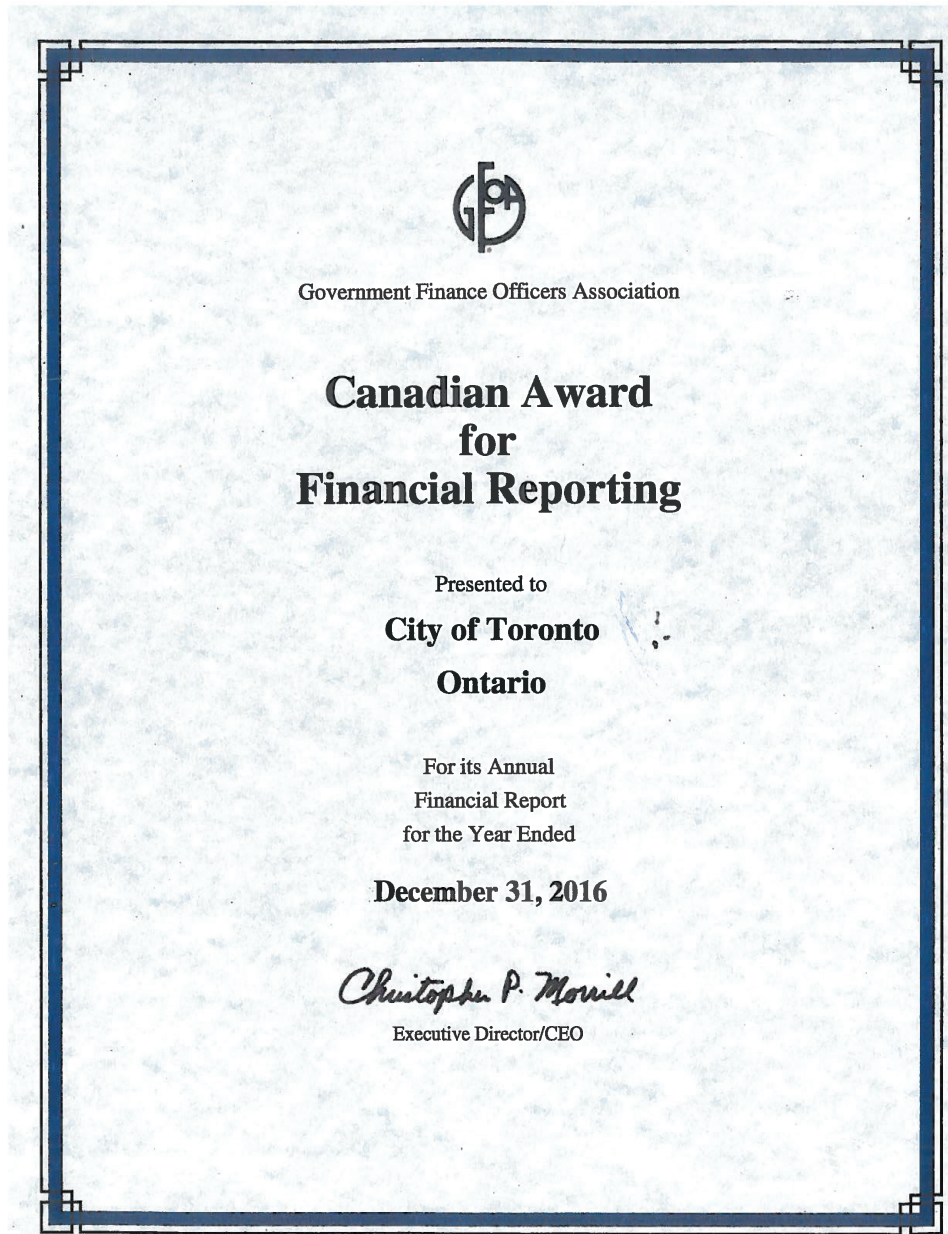 GFOA
Government Finance Officers Association
Canadian Award
for
Financial Reporting
Presented to
City of Toronto
Ontario
For its Annual
Financial Report
for the Year Ended
December 31, 2016
Christopher P. Morrill
Executive Director/CEO